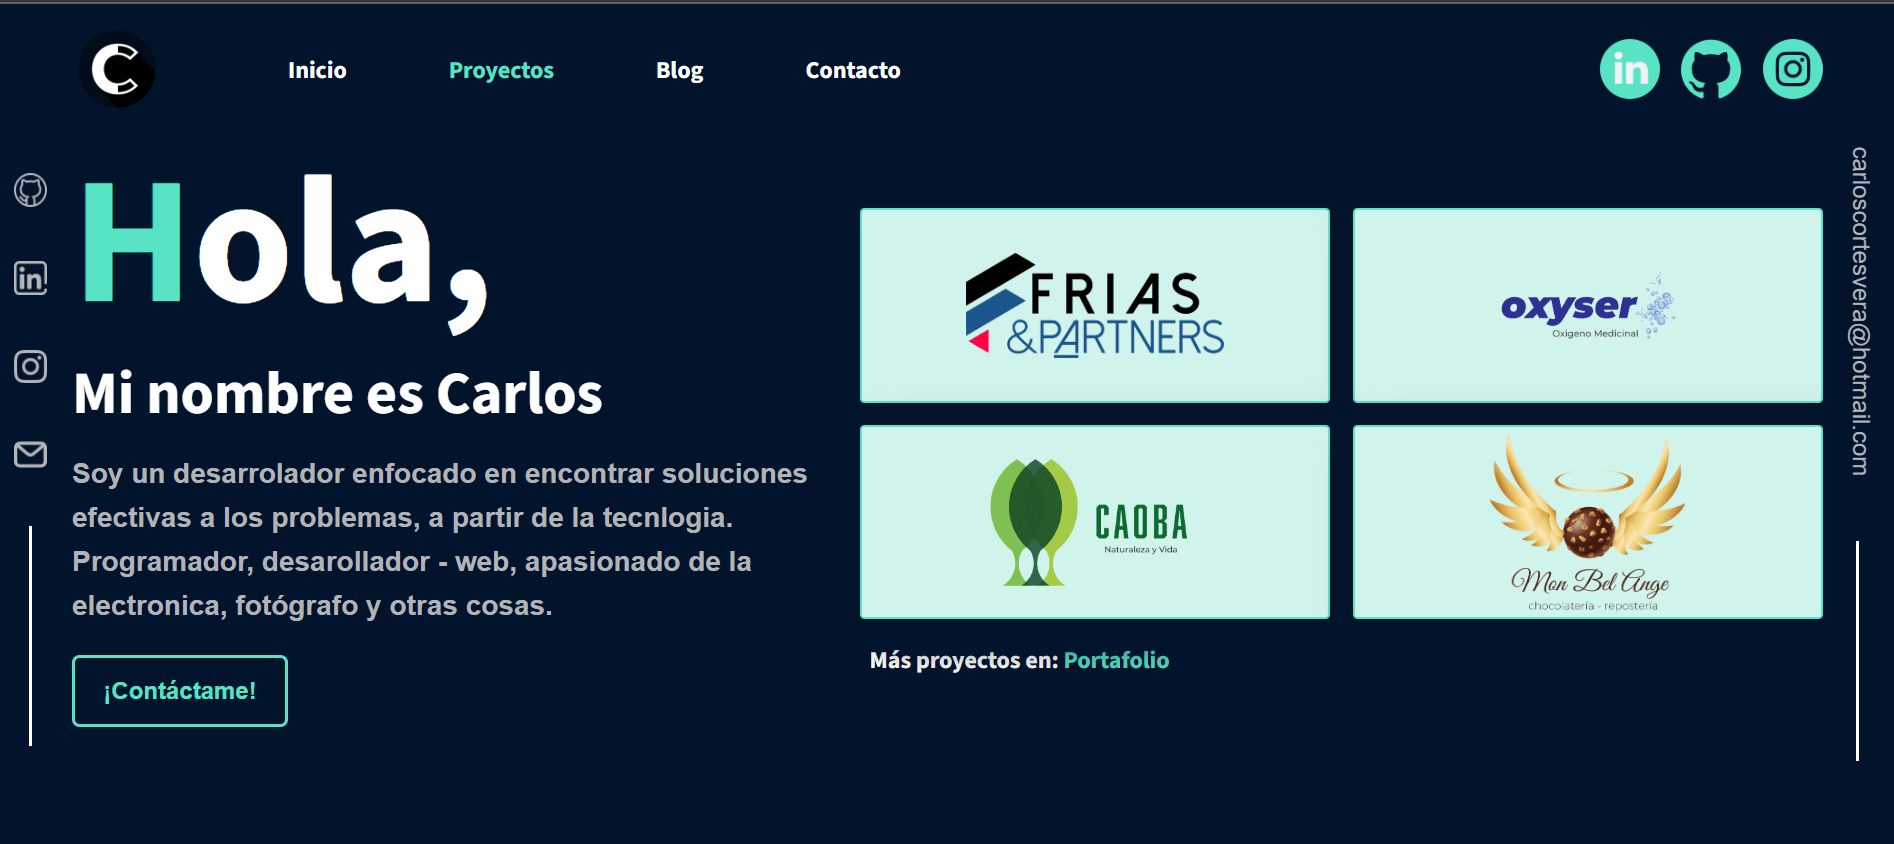 C
Inicio
Proyectos
Blog
Contacto
in
Hola,
Mi nombre es Carlos
Soy un desarrolador enfocado en encontrar soluciones
efectivas a los problemas, a partir de la tecnlogia.
Programador, desarollador - web, apasionado de la
electronica, fotógrafo y otras cosas.
¡Contáctame!
in
FRIAS
&PARTNERS
oxyser
Oxigeno Medicinal
CAOBA
Naturaleza y Vida
Mon Bel Ange
chocolatería - repostería
Más proyectos en: Portafolio
carloscortesvera@hotmail.com